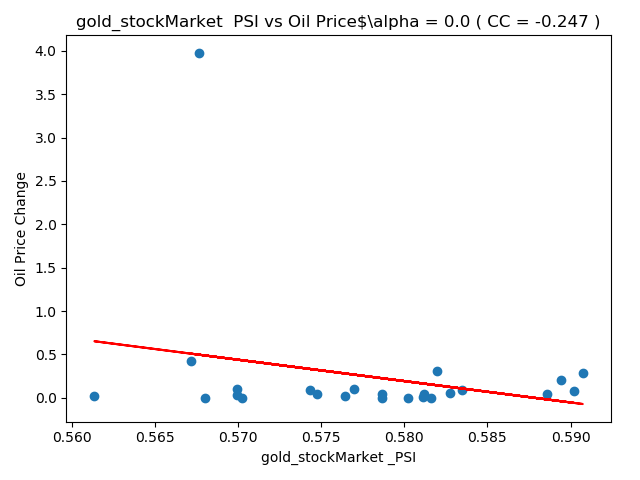 gold_stockMarket  PSI vs Oil Price$\alpha = 0.0 ( CC = -0.247 )
4.0
3.5
3.0
2.5
2.0
1.5
1.0
0.5
0.0
Oil Price Change
0.560 0.565 0.570 0.575 0.580 0.585 0.590
gold_stockMarket _PSI